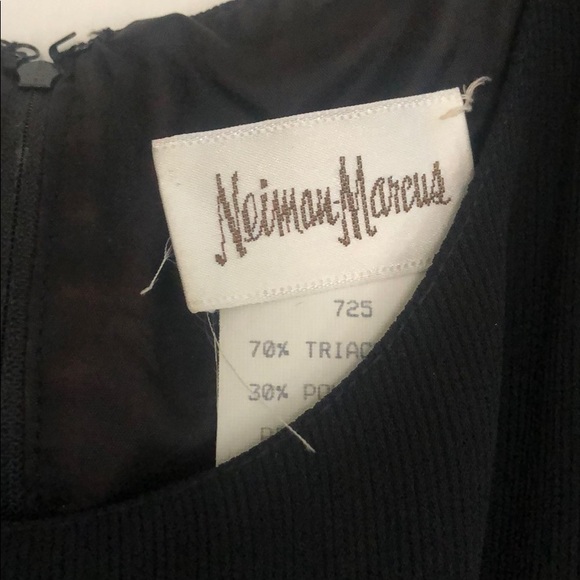 Neiman-Marcus
725
70% TRIAC
30% PO